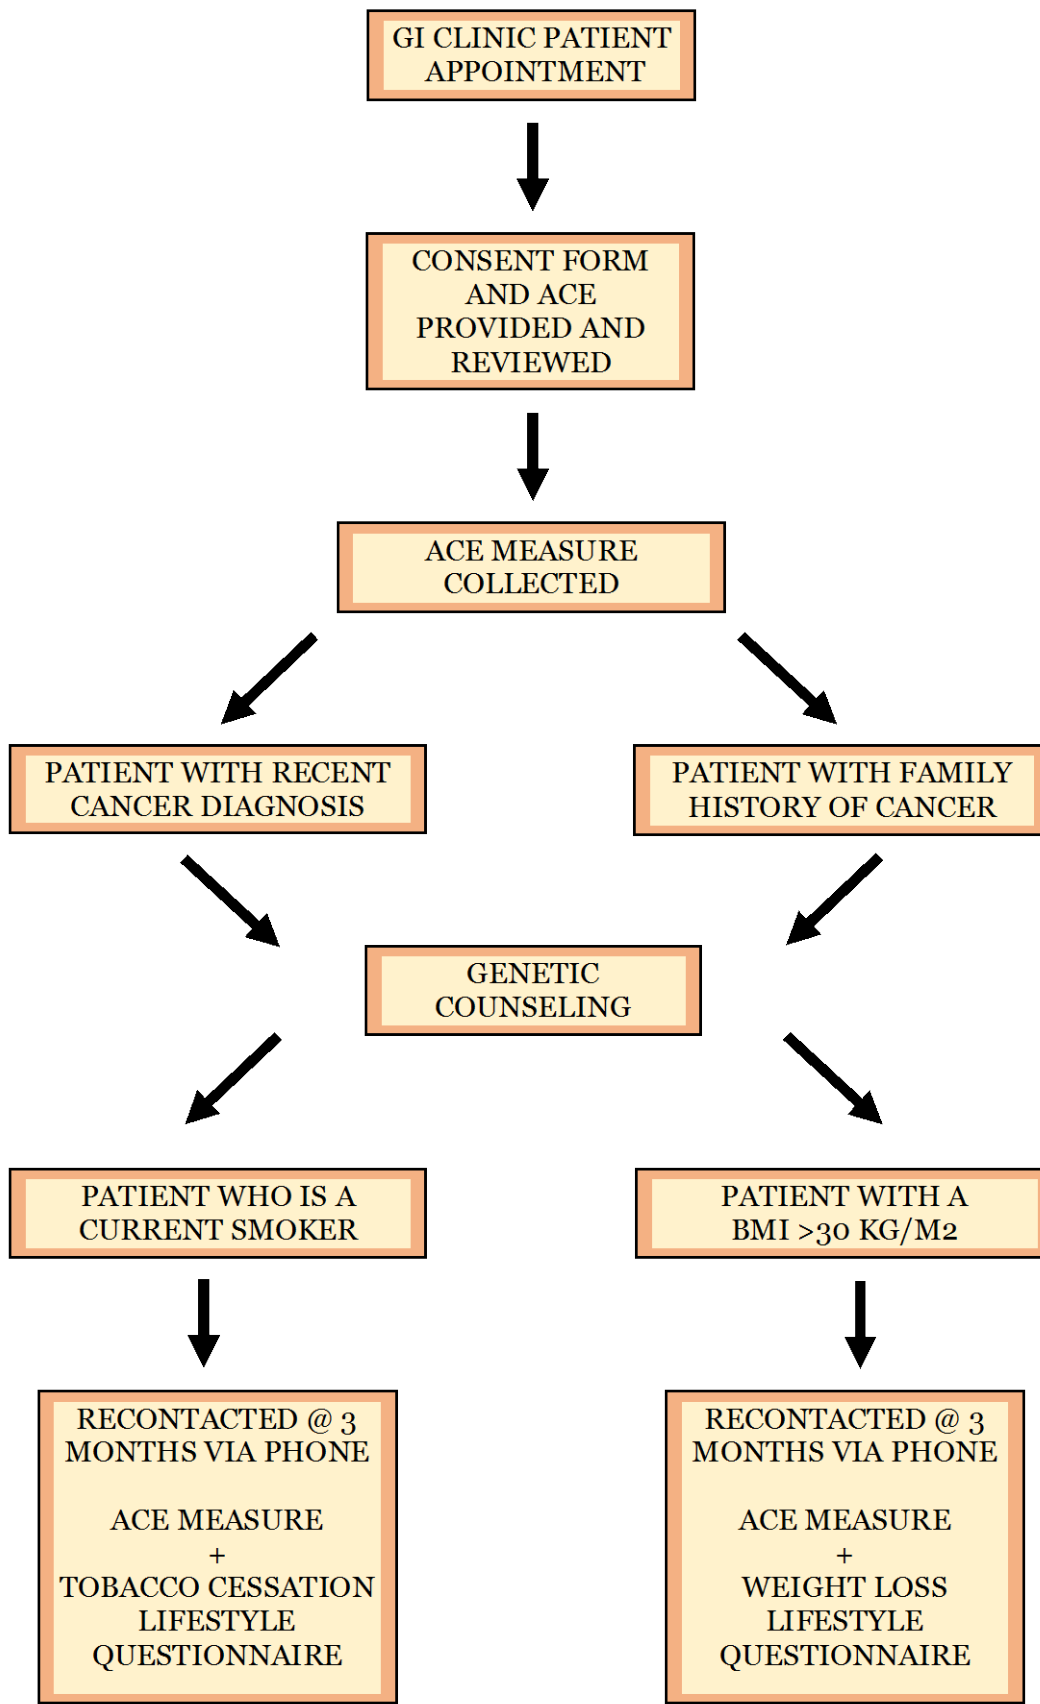 GI CLINIC PATIENT
APPOINTMENT
CONSENT FORM
AND ACE
PROVIDED AND
REVIEWED
ACE MEASURE
COLLECTED
PATIENT WITH RECENT
CANCER DIAGNOSIS
PATIENT WITH FAMILY
HISTORY OF CANCER
GENETIC
COUNSELING
PATIENT WHO IS A
CURRENT SMOKER
PATIENT WITH A
BMI >30 KG/M2
RECONTACTED @ 3
MONTHS VIA PHONE
ACE MEASURE
+
TOBACCO CESSATION
LIFESTYLE
QUESTIONNAIRE
RECONTACTED @ 3
MONTHS VIA PHONE
ACE MEASURE
+
WEIGHT LOSS
LIFESTYLE
QUESTIONNAIRE